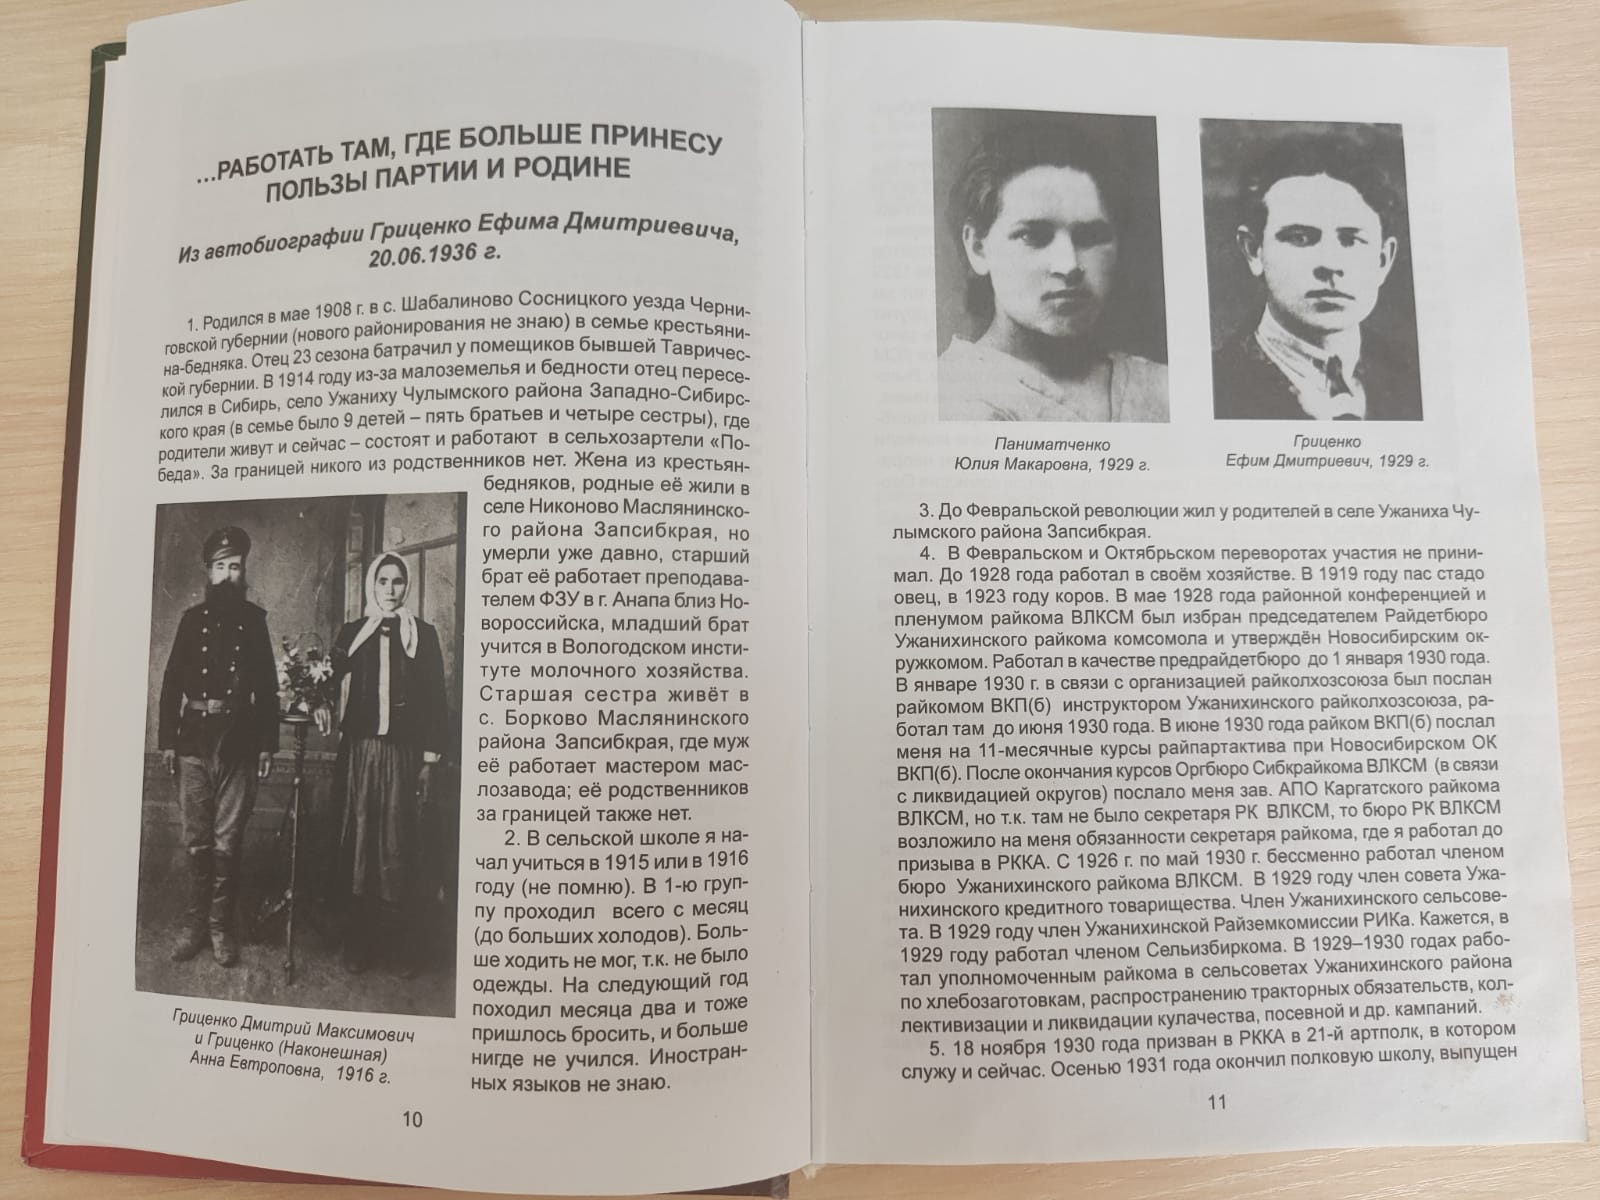 …РАБОТАТЬ ТАМ, ГДЕ БОЛЬШЕ ПРИНЕСУ
ПОЛЬЗЫ ПАРТИИ И РОДИНЕ
Из автобиографии Гриценко Ефима Дмитриевича,
20.06.1936 г.
1. Родился в мае 1908 г. в с. Шабалиново Сосницкого уезда Черни-
говской губернии (нового районирования не знаю) в семье крестьяни-
на-бедняка. Отец 23 сезона батрачил у помещиков бывшей Тавричес-
кой губернии. В 1914 году из-за малоземелья и бедности отец пересе-
лился в Сибирь, село Ужаниху Чулымского района Западно-Сибирс-
кого края (в семье было 9 детей – пять братьев и четыре сестры), где
родители живут и сейчас – состоят и работают в сельхозартели «По-
беда». За границей никого из родственников нет. Жена из крестьян-
бедняков, родные её жили в
селе Никоново Маслянинско-
го района Запсибкрая, но
умерли уже давно, старший
брат её работает преподава-
телем ФЗУ в г. Анапа близ Но-
вороссийска, младший брат
учится в Вологодском инсти-
туте молочного хозяйства.
Старшая сестра живёт в
с. Борково Маслянинского
района Запсибкрая, где муж
её работает мастером мас-
лозавода; её родственников
за границей также нет.
2. В сельской школе я на-
чал учиться в 1915 или в 1916
году (не помню). В 1-ю груп-
пу проходил всего с месяц
(до больших холодов). Боль-
ше ходить не мог, т.к. не было
одежды. На следующий год
походил месяца два и тоже
пришлось бросить, и больше
нигде не учился. Иностран-
ных языков не знаю.
Гриценко Дмитрий Максимович
и Гриценко (Наконешная)
Анна Евтроповна, 1916 г.
10
Паниматченко
Юлия Макаровна, 1929 г.
Гриценко
Ефим Дмитриевич, 1929 г.
3. До Февральской революции жил у родителей в селе Ужаниха Чу-
лымского района Запсибкрая.
4. В Февральском и Октябрьском переворотах участия не прини-
мал. До 1928 года работал в своём хозяйстве. В 1919 году пас стадо
овец, в 1923 году коров. В мае 1928 года районной конференцией и
пленумом райкома ВЛКСМ был избран председателем Райдетбюро
Ужанихинского райкома комсомола и утверждён Новосибирским ок-
ружкомом. Работал в качестве предрайдетбюро до 1 января 1930 года.
В январе 1930 г. в связи с организацией райколхозсоюза был послан
райкомом ВКП(б) инструктором Ужанихинского райколхозсоюза, ра-
ботал там до июня 1930 года. В июне 1930 года райком ВКП(б) послал
меня на 11-месячные курсы райпартактива при Новосибирском ОК
ВКП(б). После окончания курсов Оргбюро Сибкрайкома ВЛКСМ (в связи
с ликвидацией округов) послало меня зав. АПО Каргатского райкома
ВЛКСМ, но т.к. там не было секретаря РК ВЛКСМ, то бюро РК ВЛКСМ
возложило на меня обязанности секретаря райкома, где я работал до
призыва в РККА. С 1926 г. по май 1930 г. бессменно работал членом
бюро Ужанихинского райкома ВЛКСМ. В 1929 году член совета Ужа-
нихинского кредитного товарищества. Член Ужанихинского сельсове-
та. В 1929 году член Ужанихинской Райземкомиссии РИКа. Кажется, в
1929 году работал членом Сельизбиркома. В 1929–1930 годах рабо-
тал уполномоченным райкома в сельсоветах Ужанихинского района
по хлебозаготовкам, распространению тракторных обязательств, кол-
лективизации и ликвидации кулачества, посевной и др. кампаний.
5. 18 ноября 1930 года призван в РККА в 21-й артполк, в котором
служу и сейчас. Осенью 1931 года окончил полковую школу, выпущен
11